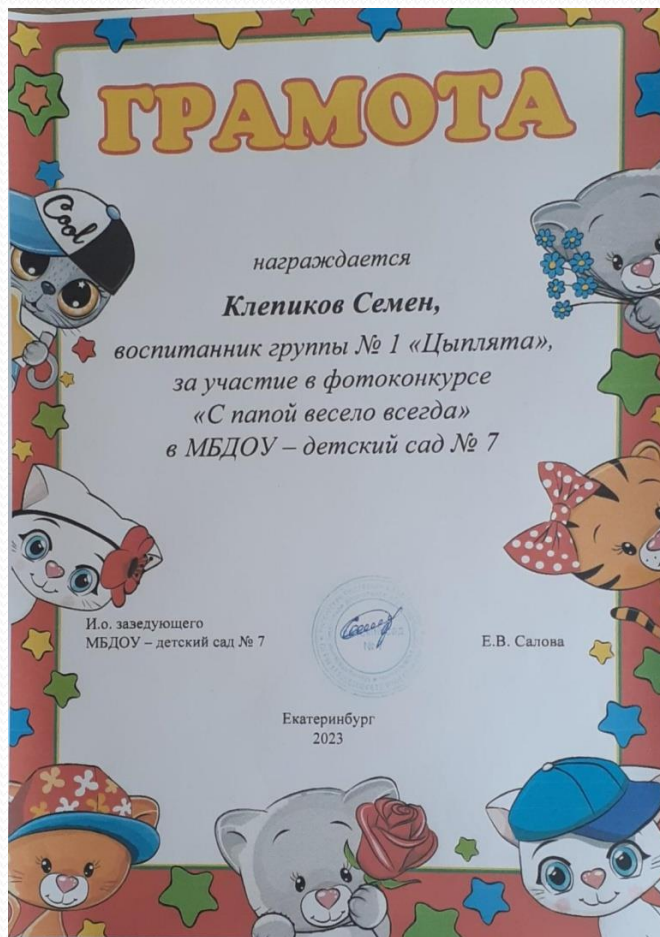 ГРАМОТА
Cool
награждается
Клепиков Семен,
воспитанник группы № 1 «Цыплята»,
за участие в фотоконкурсе
«С папой весело всегда»
в МБДОУ – детский сад № 7
И.о. заведующего
МБДОУ – детский сад № 7
Е.В. Салова
Екатеринбург
2023